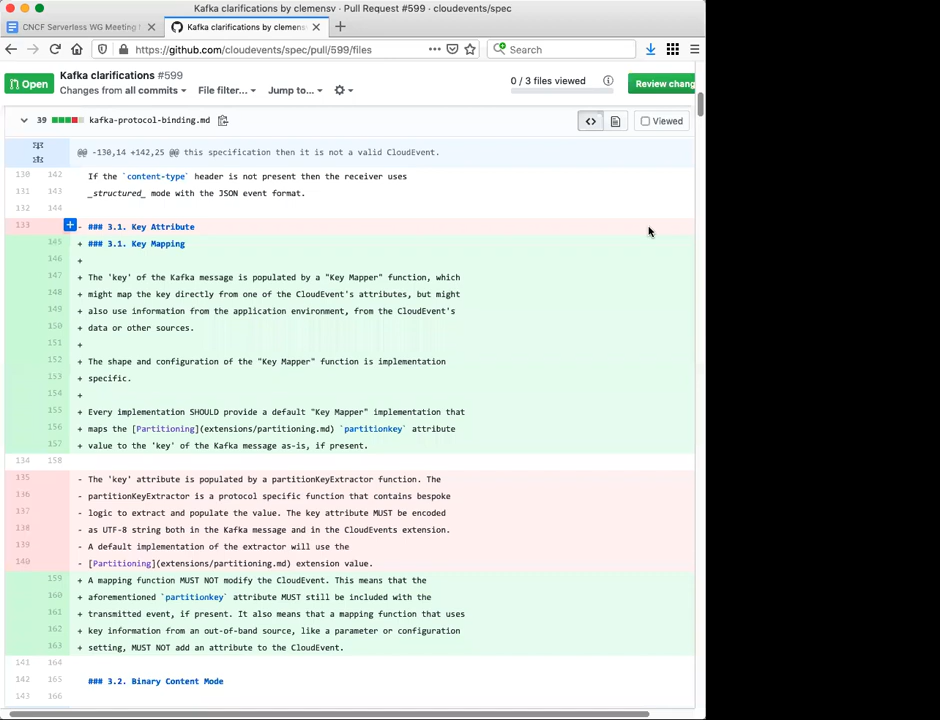 Kafka clarifications by clemensv · Pull Request #599 · cloudevents/spec
CNCF Serverless WG Meeting
Kafka clarifications by clemens
https://github.com/cloudevents/spec/pull/599/files
Search
Open
Kafka clarifications #599
Changes from all commits
File filter...
Jump to...
0 / 3 files viewed
Review chang
39 kafka-protocol-binding.md
Viewed
@@ -130,14 +142,25 @@ this specification then it is not a valid CloudEvent.
130 142 If the `content-type` header is not present then the receiver uses
131 143 _structured_ mode with the JSON event format.
132 144
133 - ### 3.1. Key Attribute
145 + ### 3.1. Key Mapping
146 +
147 + The 'key' of the Kafka message is populated by a "Key Mapper" function, which
148 + might map the key directly from one of the CloudEvent's attributes, but might
149 + also use information from the application environment, from the CloudEvent's
150 + data or other sources.
151 +
152 + The shape and configuration of the "Key Mapper" function is implementation
153 + specific.
154 +
155 + Every implementation SHOULD provide a default "Key Mapper" implementation that
156 + maps the [Partitioning](extensions/partitioning.md) `partitionkey` attribute
157 + value to the 'key' of the Kafka message as-is, if present.
134 158
135 - The 'key' attribute is populated by a partitionKeyExtractor function. The
136 - partitionKeyExtractor is a protocol specific function that contains bespoke
137 - logic to extract and populate the value. The key attribute MUST be encoded
138 - as UTF-8 string both in the Kafka message and in the CloudEvents extension.
139 - A default implementation of the extractor will use the
140 - [Partitioning](extensions/partitioning.md) extension value.
159 + A mapping function MUST NOT modify the CloudEvent. This means that the
160 + aforementioned `partitionkey` attribute MUST still be included with the
161 + transmitted event, if present. It also means that a mapping function that uses
162 + key information from an out-of-band source, like a parameter or configuration
163 + setting, MUST NOT add an attribute to the CloudEvent.
141 164
142 165 ### 3.2. Binary Content Mode
143 166